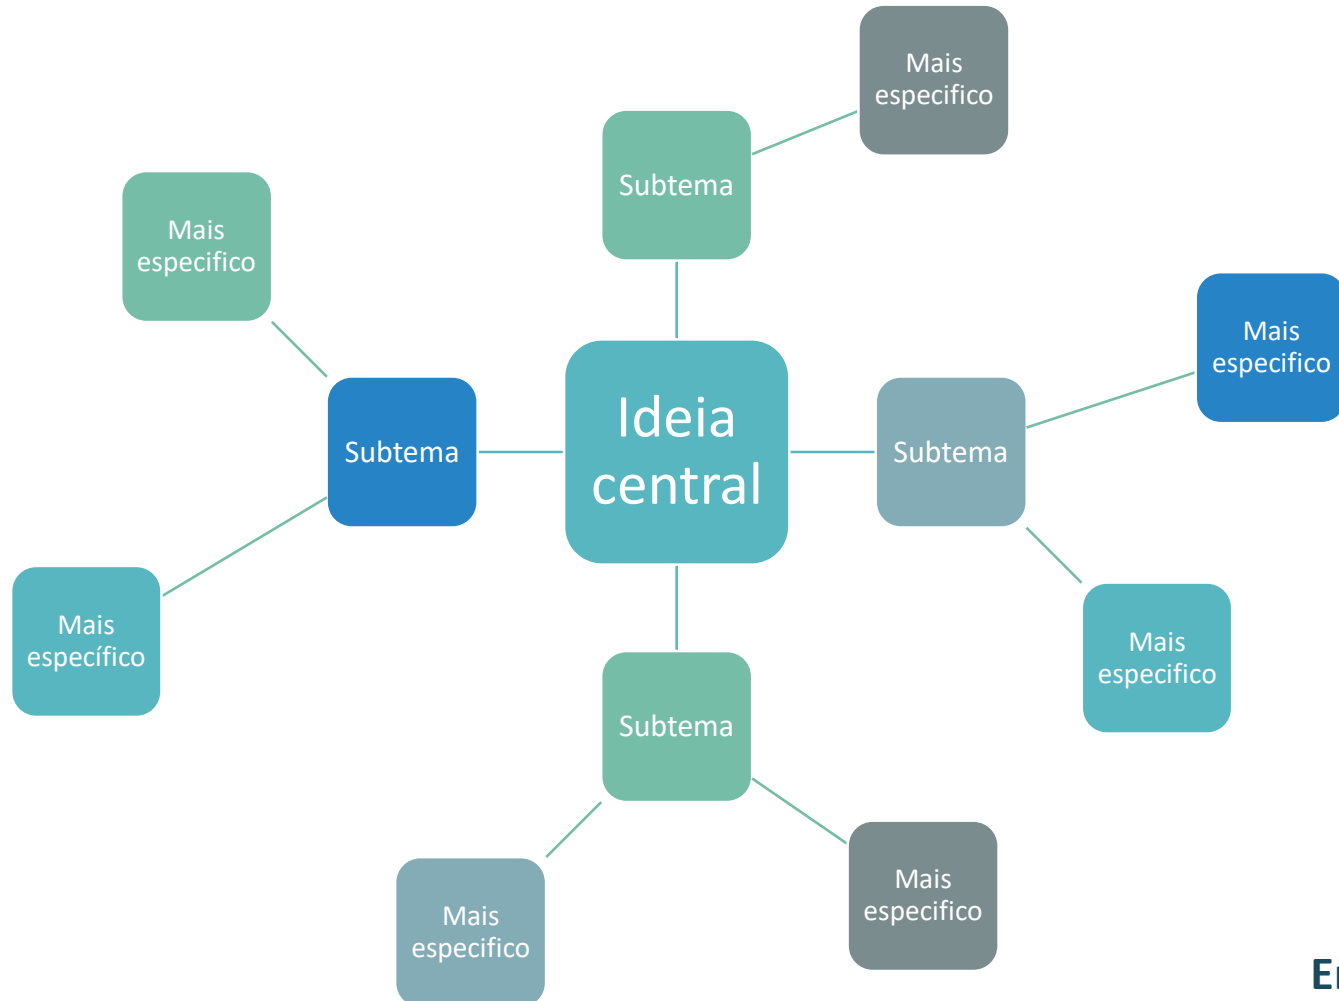 Mais
especifico
Subtema
Mais
especifico
Mais
especifico
Ideia
central
Subtema
Subtema
Mais
específico
Mais
especifico
Subtema
Mais
especifico
Mais
especifico